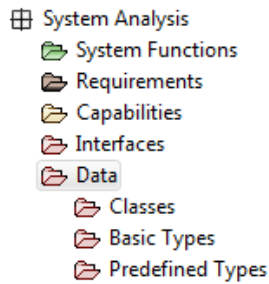 System Analysis
System Functions
Requirements
Capabilities
Interfaces
Data
Classes
Basic Types
Predefined Types